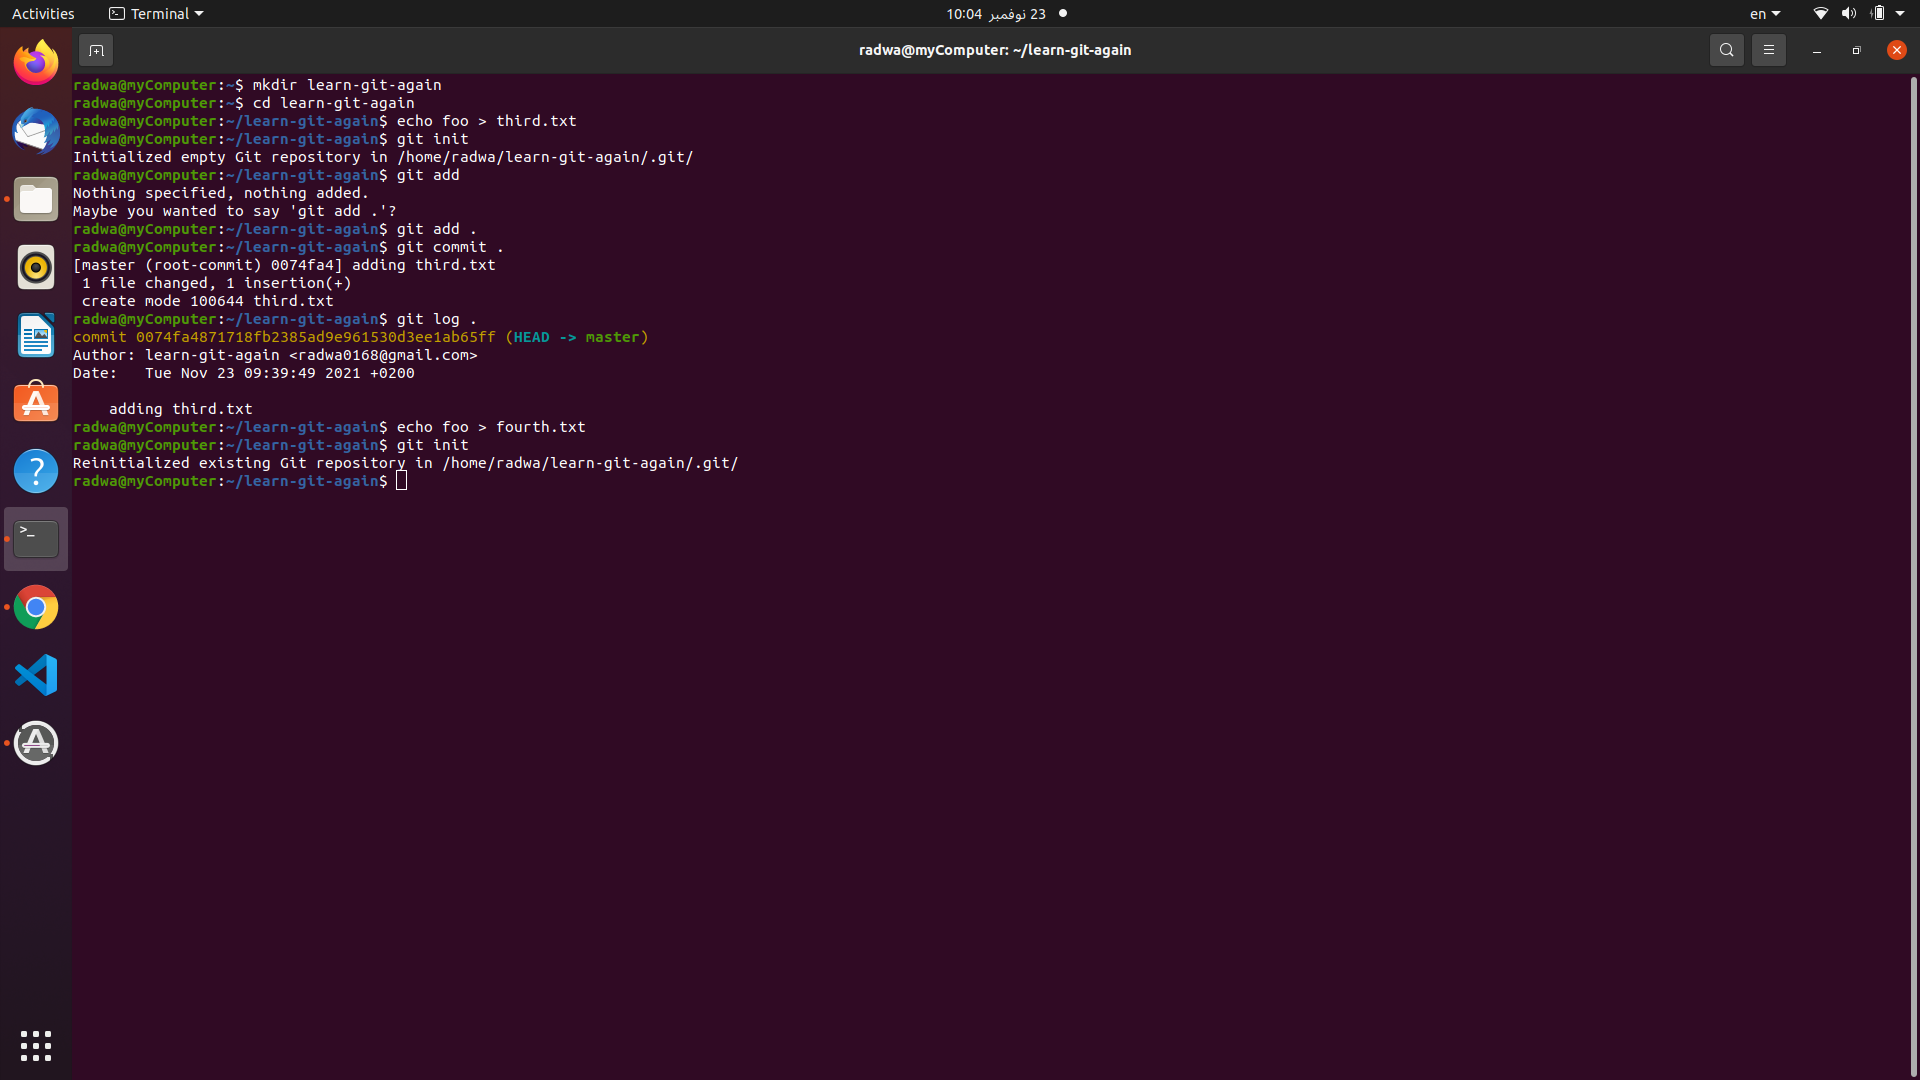 Activities
Terminal
23 نوفمبر 10:04
en
radwa@myComputer: ~/learn-git-again
radwa@myComputer:~$ mkdir learn-git-again
radwa@myComputer:~$ cd learn-git-again
radwa@myComputer:~/learn-git-again$ echo foo > third.txt
radwa@myComputer:~/learn-git-again$ git init
Initialized empty Git repository in /home/radwa/learn-git-again/.git/
radwa@myComputer:~/learn-git-again$ git add
Nothing specified, nothing added.
Maybe you wanted to say 'git add .'?
radwa@myComputer:~/learn-git-again$ git add .
radwa@myComputer:~/learn-git-again$ git commit .
[master (root-commit) 0074fa4] adding third.txt
 1 file changed, 1 insertion(+)
 create mode 100644 third.txt
radwa@myComputer:~/learn-git-again$ git log .
commit 0074fa4871718fb2385ad9e961530d3ee1ab65ff (HEAD -> master)
Author: learn-git-again <radwa0168@gmail.com>
Date:   Tue Nov 23 09:39:49 2021 +0200
    adding third.txt
radwa@myComputer:~/learn-git-again$ echo foo > fourth.txt
radwa@myComputer:~/learn-git-again$ git init
Reinitialized existing Git repository in /home/radwa/learn-git-again/.git/
radwa@myComputer:~/learn-git-again$